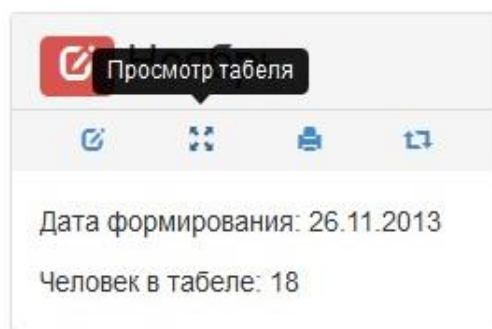 Просмотр табеля
Дата формирования: 26.11.2013
Человек в табеле: 18